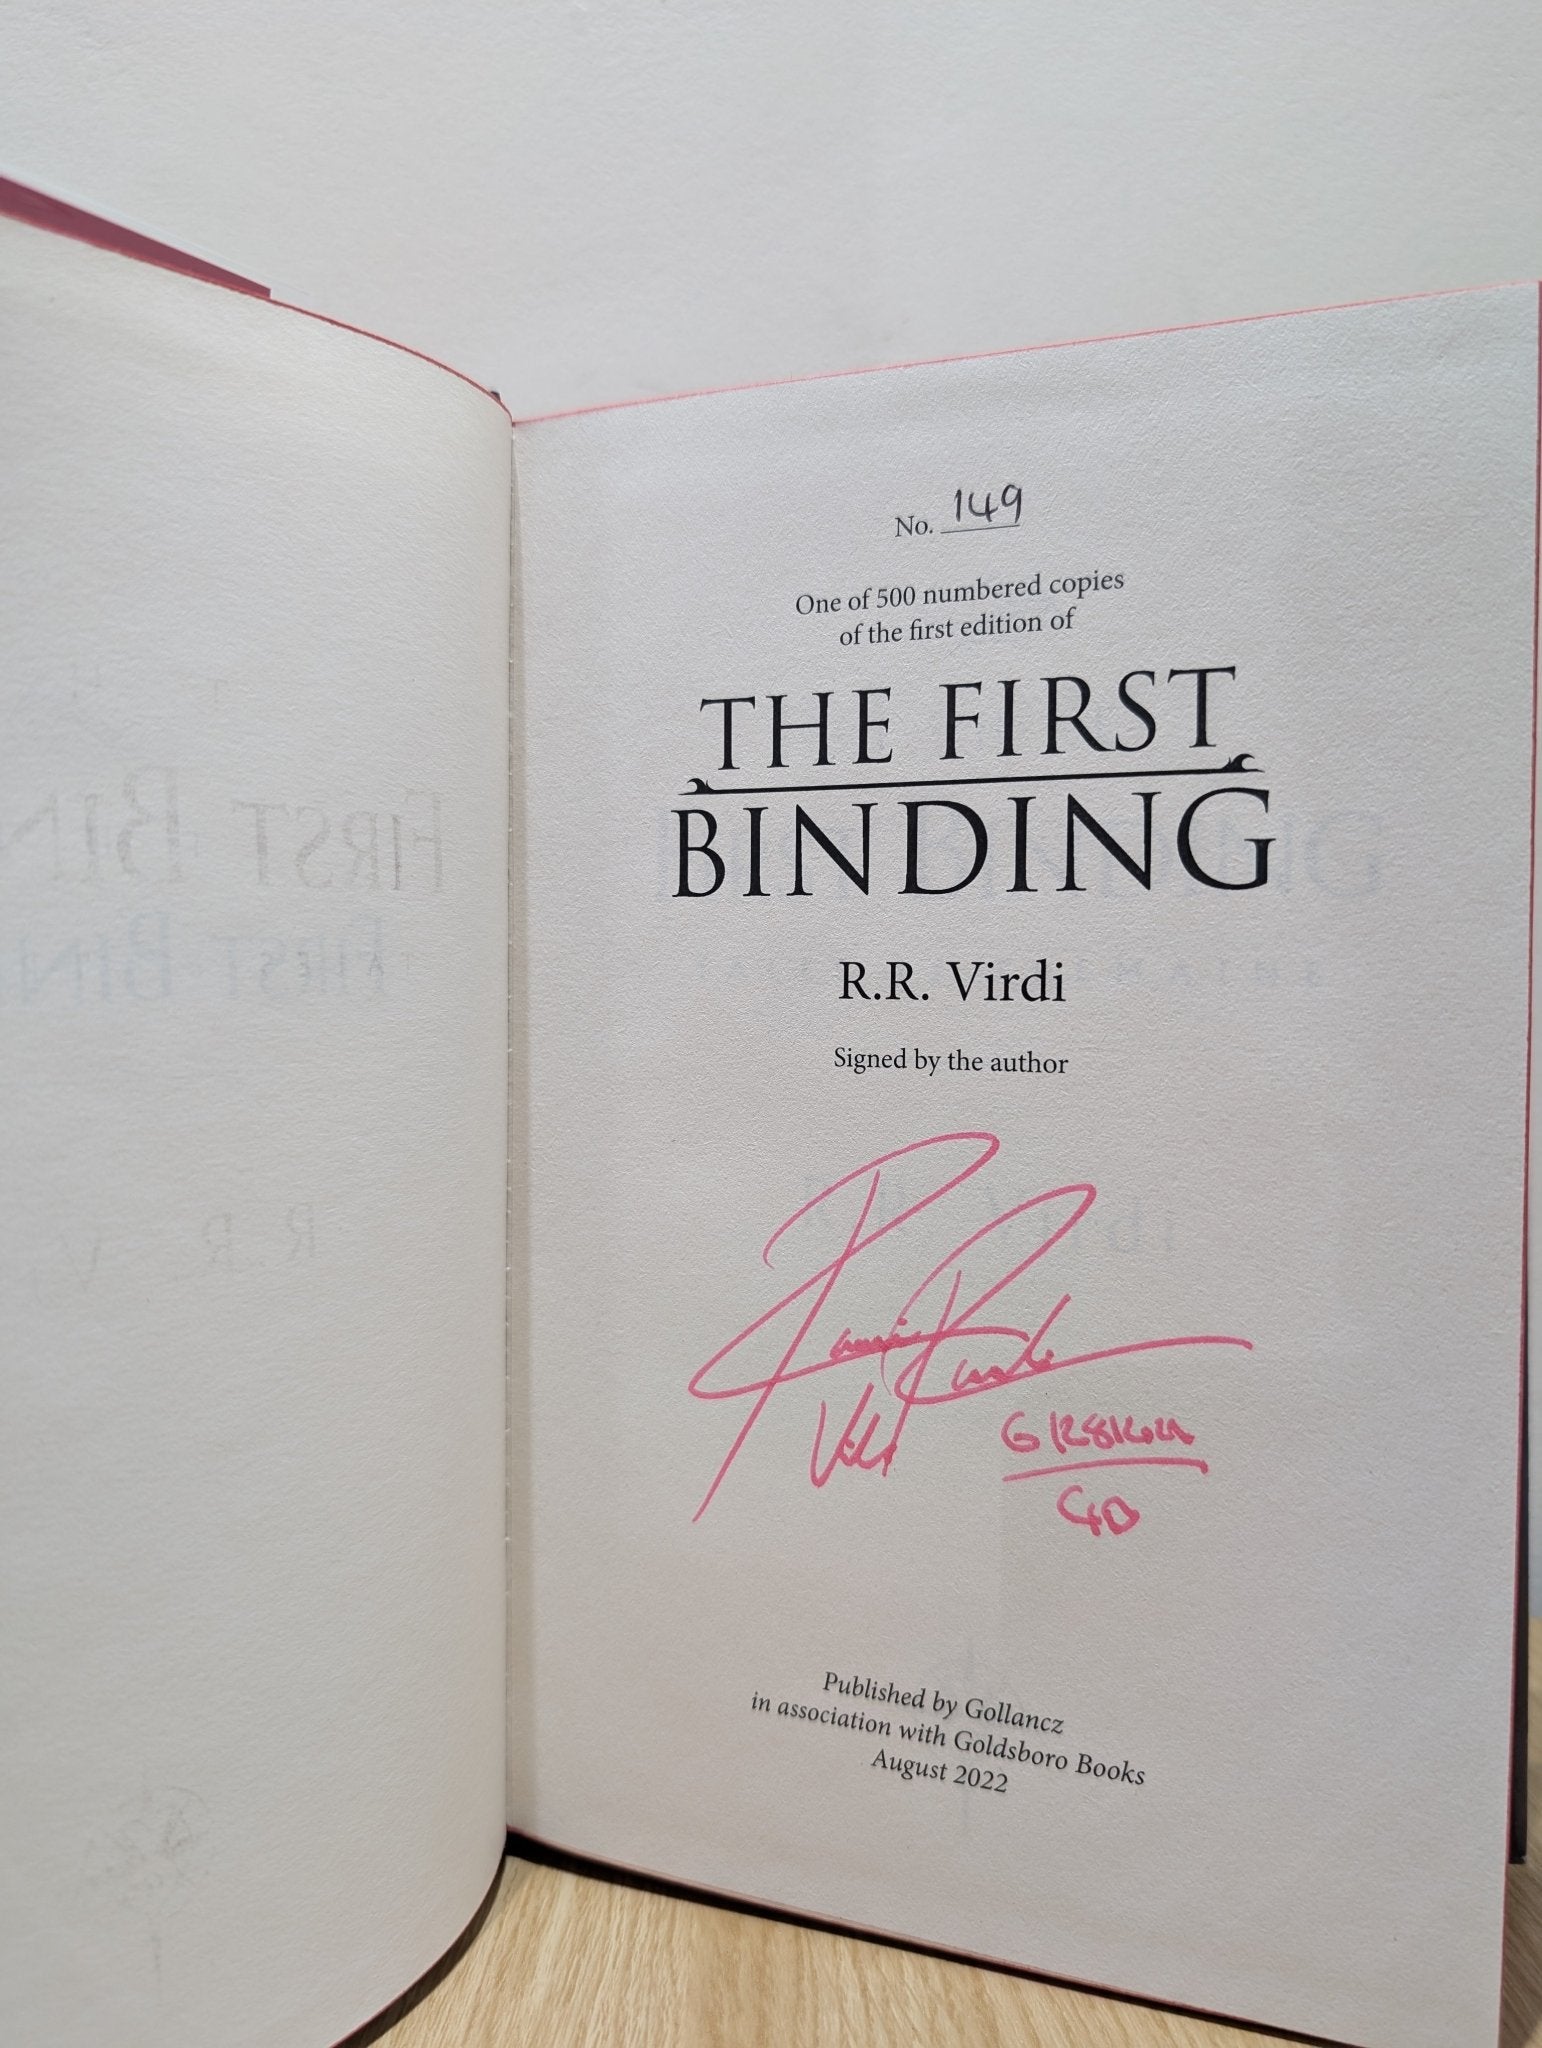 No. 149
One of 500 numbered copies
of the first edition of
THE FIRST
BINDING
R.R. Virdi
Signed by the author
Published by Gollancz
in association with Goldsboro Books
August 2022